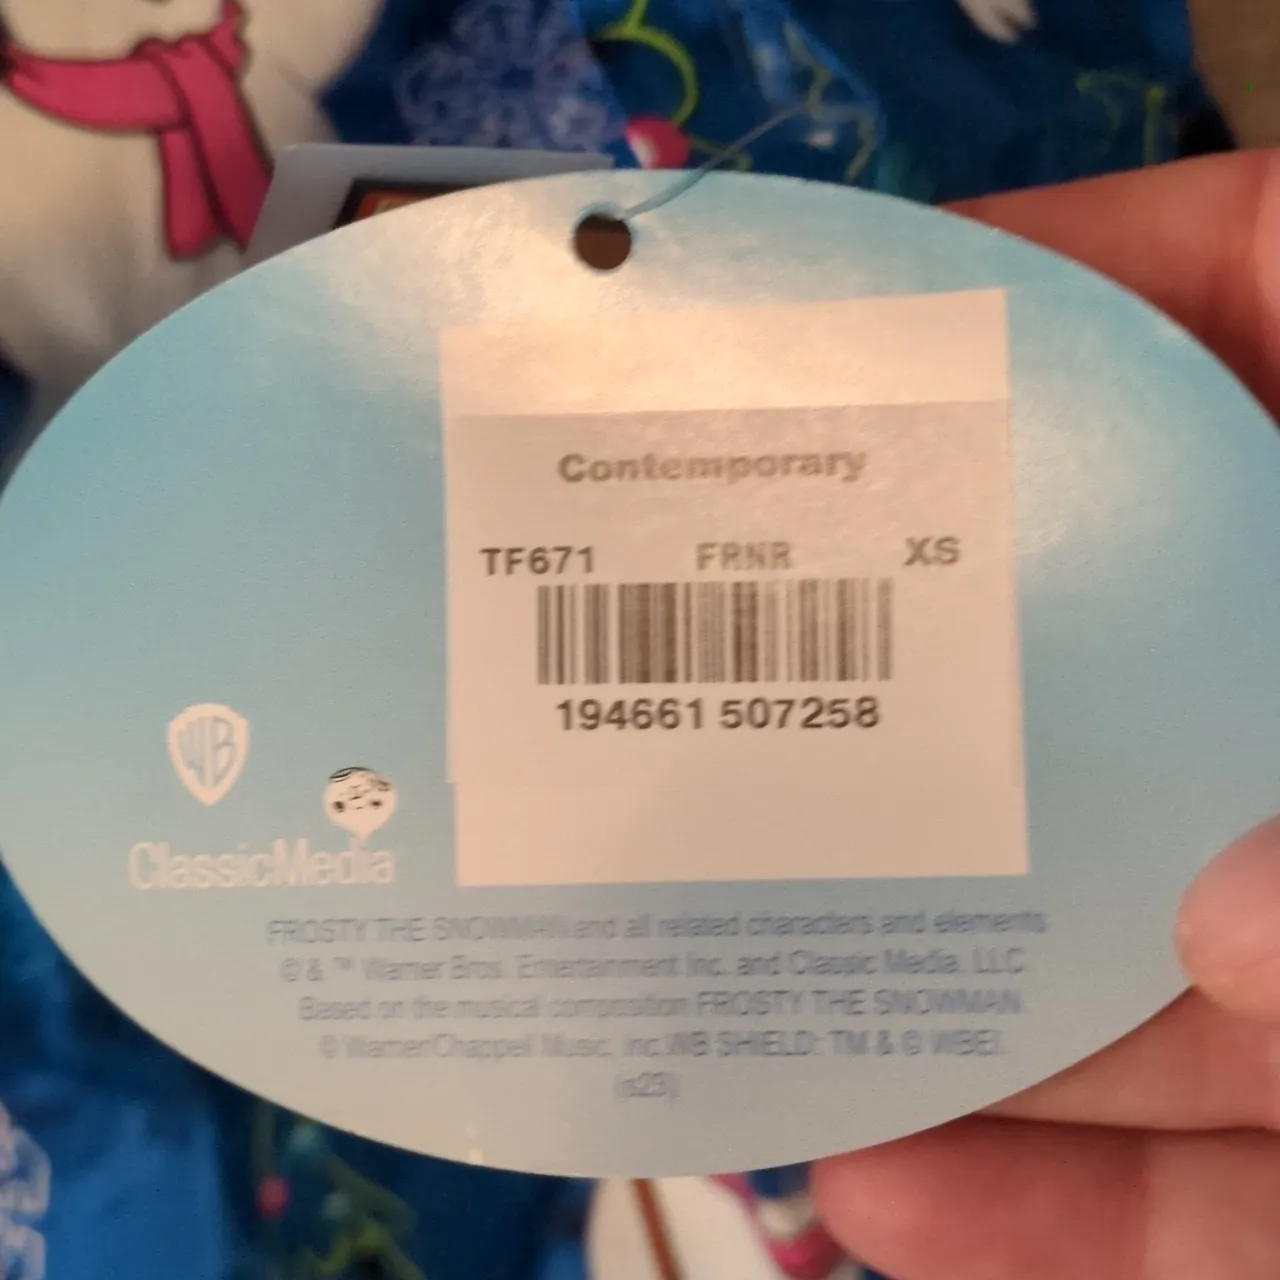 Contemporary
TF671 FRNR XS
194661 507258
WB
ClassicMedia
FROSTY THE SNOWMAN and all related characters and elements
© & ™ Warner Bros. Entertainment Inc. and Classic Media, LLC
Based on the musical composition FROSTY THE SNOWMAN
© Warner/Chappell Music, Inc. WB SHIELD: TM & © WBEI.
(s23)